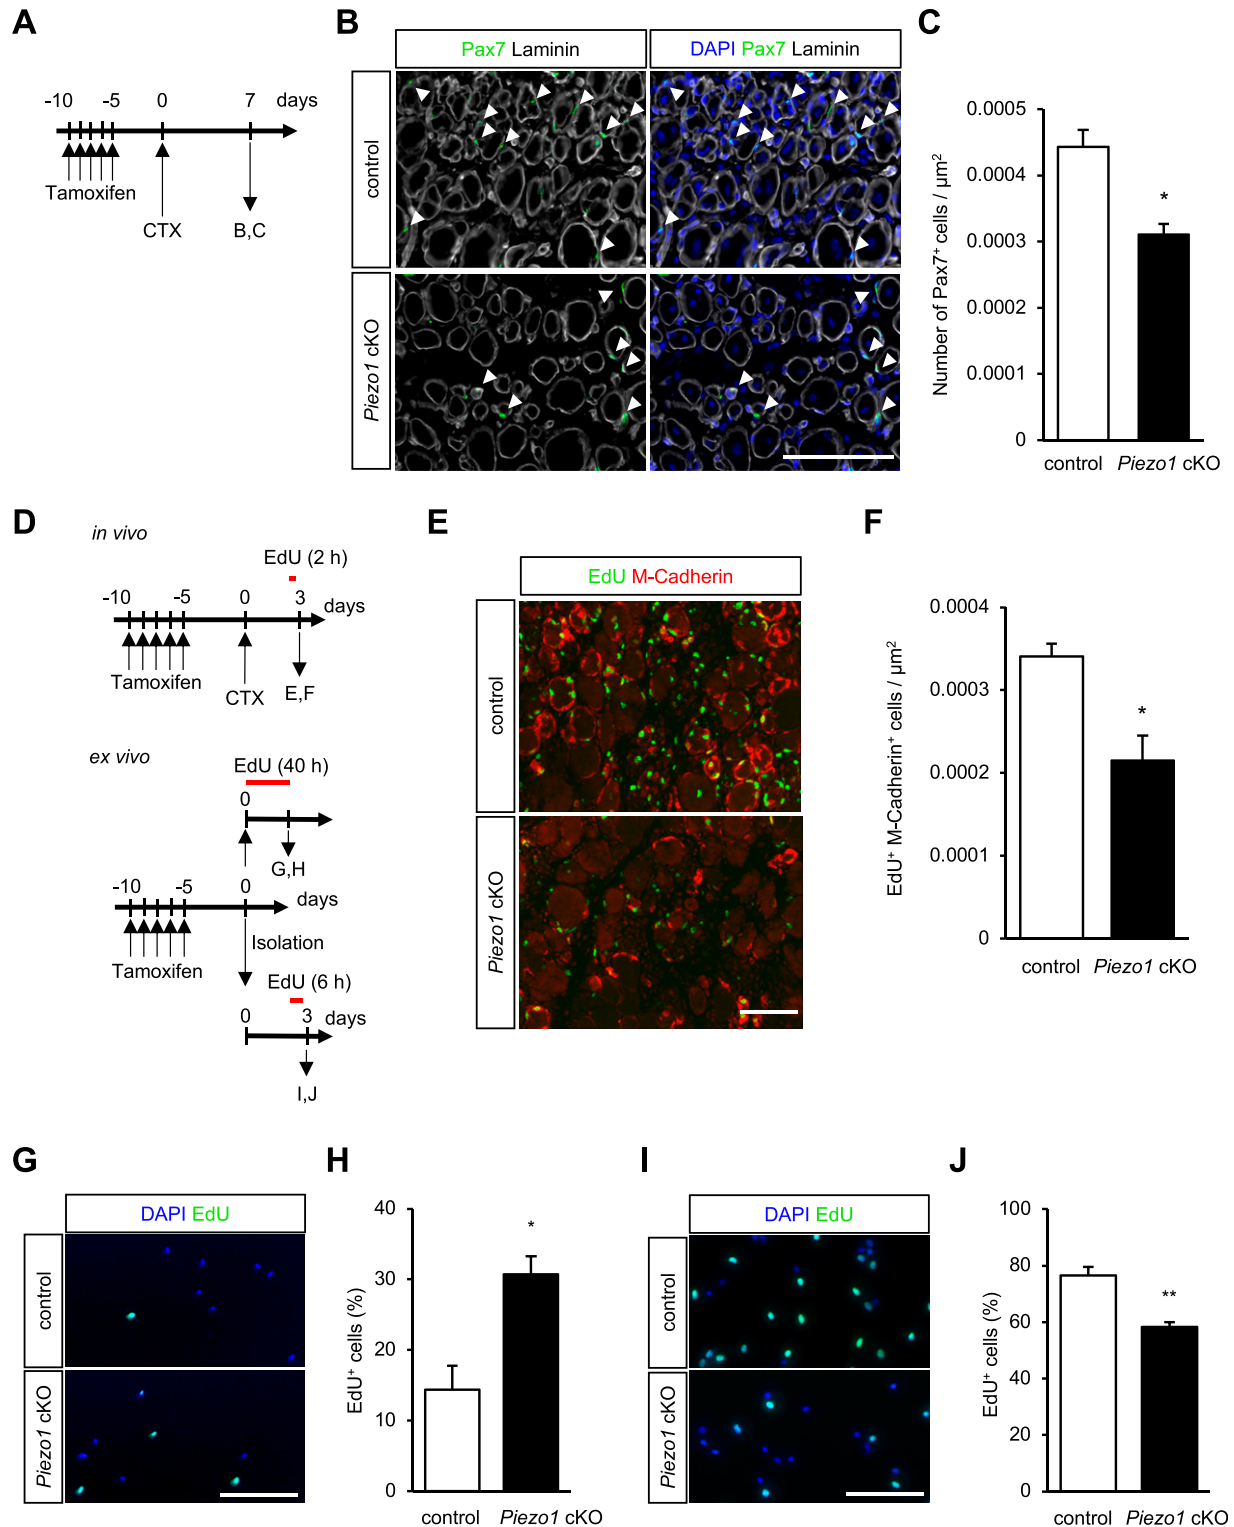 A
-10 -5 0 7 days
Tamoxifen
CTX
B,C
B
Pax7 Laminin
DAPI Pax7 Laminin
control
Piezo1 cKO
C
Number of Pax7⁺ cells / μm²
0.0005
0.0004
0.0003
0.0002
0.0001
0
*
control Piezo1 cKO
D
in vivo
EdU (2 h)
-10 -5 0 3 days
Tamoxifen
CTX
E,F
ex vivo
EdU (40 h)
0
G,H
-10 -5 0 days
Isolation
Tamoxifen
EdU (6 h)
0 3 days
I,J
E
EdU M-Cadherin
control
Piezo1 cKO
F
EdU⁺ M-Cadherin⁺ cells / μm²
0.0004
0.0003
0.0002
0.0001
0
*
control Piezo1 cKO
G
DAPI EdU
control
Piezo1 cKO
H
EdU⁺ cells (%)
40
30
20
10
0
*
control Piezo1 cKO
I
DAPI EdU
control
Piezo1 cKO
J
EdU⁺ cells (%)
100
80
60
40
20
0
**
control Piezo1 cKO